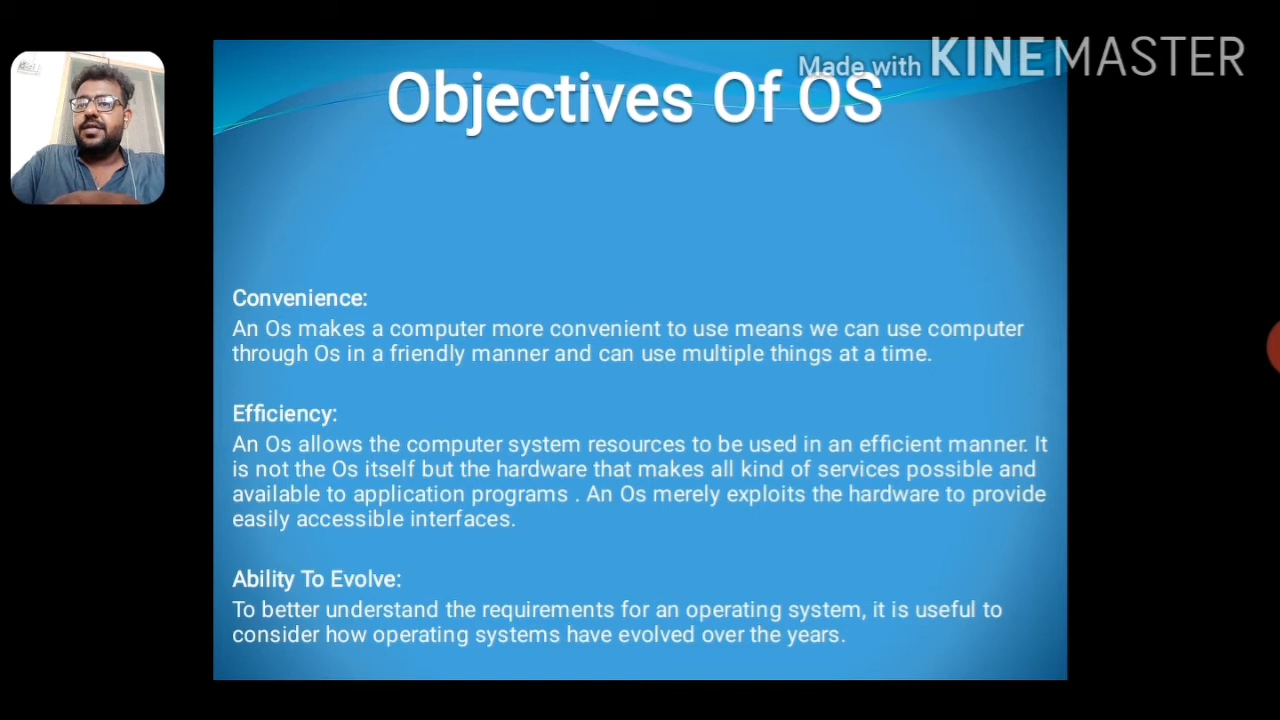 Made with KINEMASTER
Objectives Of OS
Convenience:
An Os makes a computer more convenient to use means we can use computer
through Os in a friendly manner and can use multiple things at a time.
Efficiency:
An Os allows the computer system resources to be used in an efficient manner. It
is not the Os itself but the hardware that makes all kind of services possible and
available to application programs . An Os merely exploits the hardware to provide
easily accessible interfaces.
Ability To Evolve:
To better understand the requirements for an operating system, it is useful to
consider how operating systems have evolved over the years.